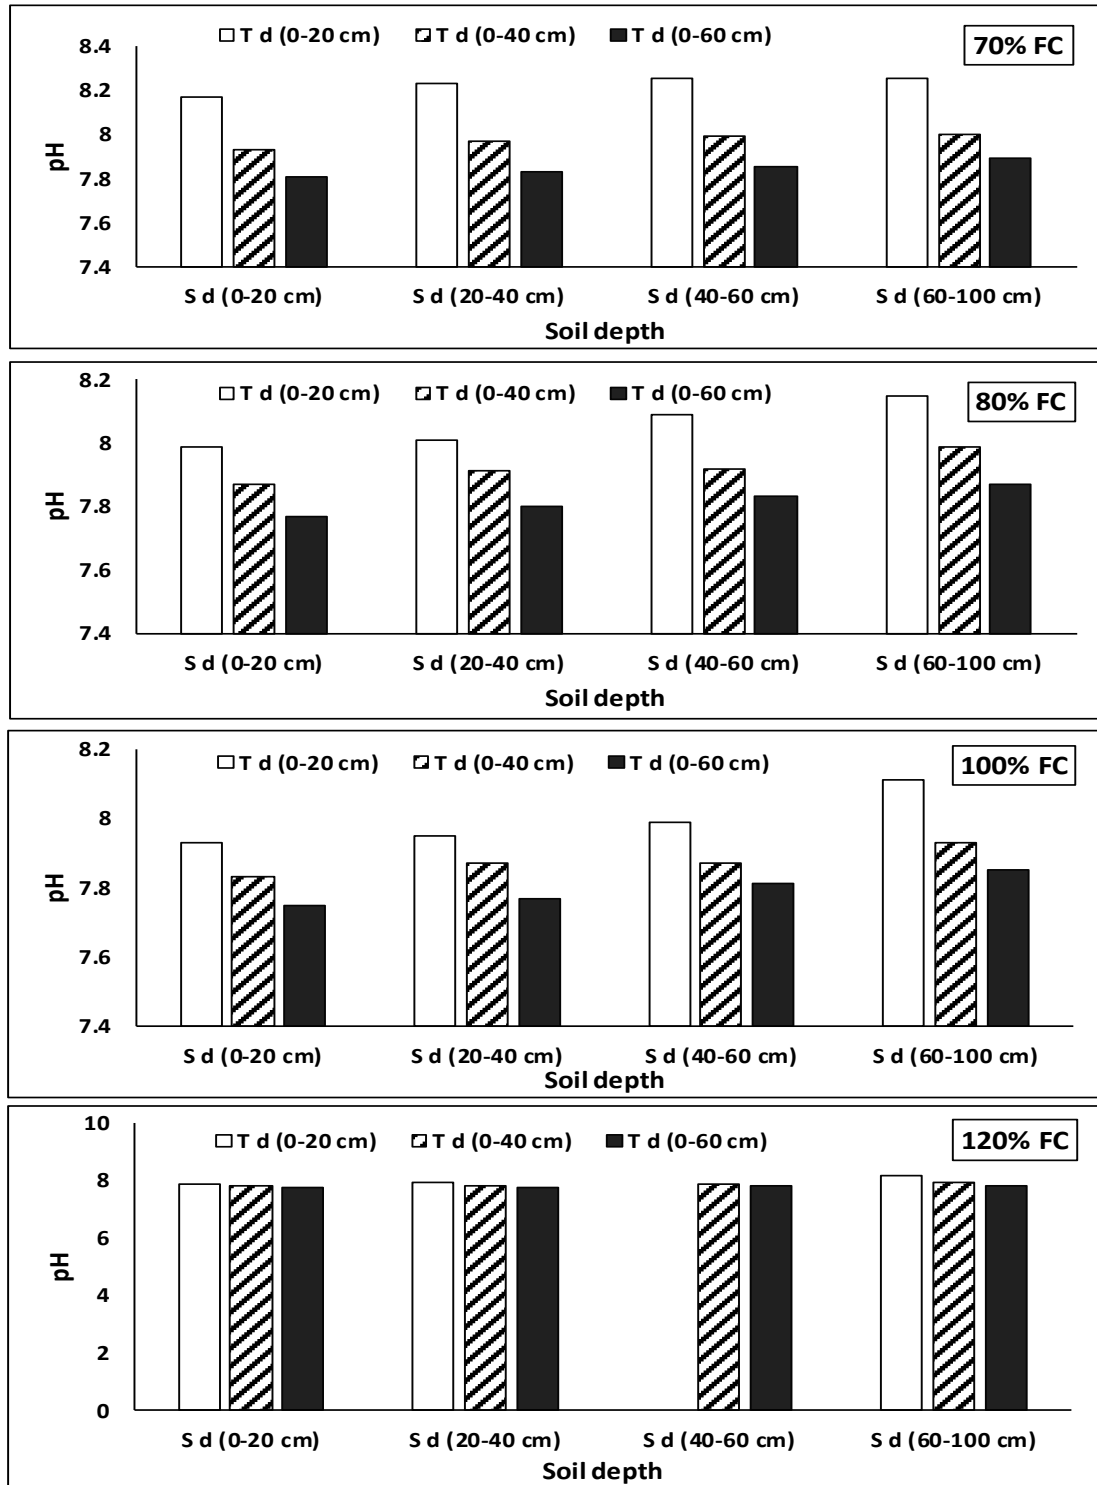 T d (0-20 cm) T d (0-40 cm) T d (0-60 cm)
70% FC
8.4
8.2
8
7.8
7.6
7.4
pH
S d (0-20 cm) S d (20-40 cm) S d (40-60 cm) S d (60-100 cm)
Soil depth
T d (0-20 cm) T d (0-40 cm) T d (0-60 cm)
80% FC
8.2
8
7.8
7.6
7.4
pH
S d (0-20 cm) S d (20-40 cm) S d (40-60 cm) S d (60-100 cm)
Soil depth
T d (0-20 cm) T d (0-40 cm) T d (0-60 cm)
100% FC
8.2
8
7.8
7.6
7.4
pH
S d (0-20 cm) S d (20-40 cm) S d (40-60 cm) S d (60-100 cm)
Soil depth
T d (0-20 cm) T d (0-40 cm) T d (0-60 cm)
120% FC
10
8
6
4
2
0
pH
S d (0-20 cm) S d (20-40 cm) S d (40-60 cm) S d (60-100 cm)
Soil depth